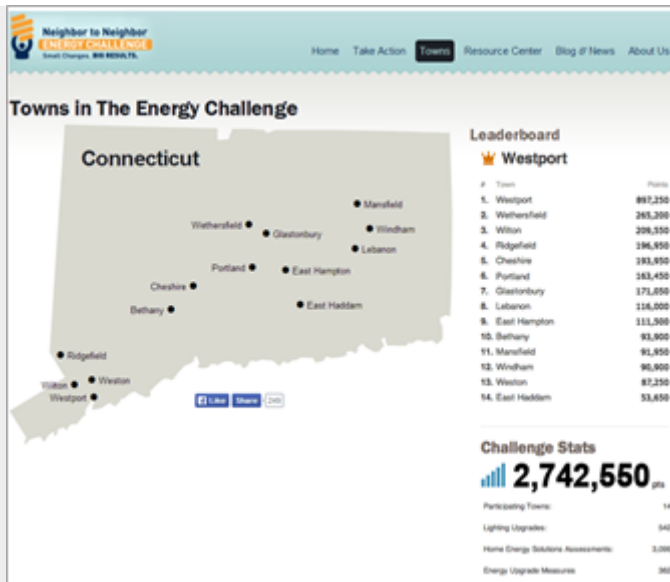 Neighbor to Neighbor
ENERGY CHALLENGE
Small Changes. BIG RESULTS.
Home Take Action Towns Resource Center Blog & News About Us
Towns in The Energy Challenge
Connecticut
Mansfield
Wethersfield
Windham
Glastonbury
Lebanon
Portland
East Hampton
Cheshire
East Haddam
Bethany
Ridgefield
Weston
Wilton
Westport
Like Share 249
Leaderboard
Westport
# Town Points
1. Westport 897,250
2. Wethersfield 265,200
3. Wilton 209,550
4. Ridgefield 196,950
5. Cheshire 193,950
6. Portland 163,450
7. Glastonbury 171,050
8. Lebanon 116,000
9. East Hampton 111,500
10. Bethany 93,900
11. Mansfield 91,950
12. Windham 90,900
13. Weston 87,250
14. East Haddam 53,650
Challenge Stats
2,742,550 pts
Participating Towns: 14
Lighting Upgrades:
Home Energy Solutions Assessments:
Energy Upgrade Measures: